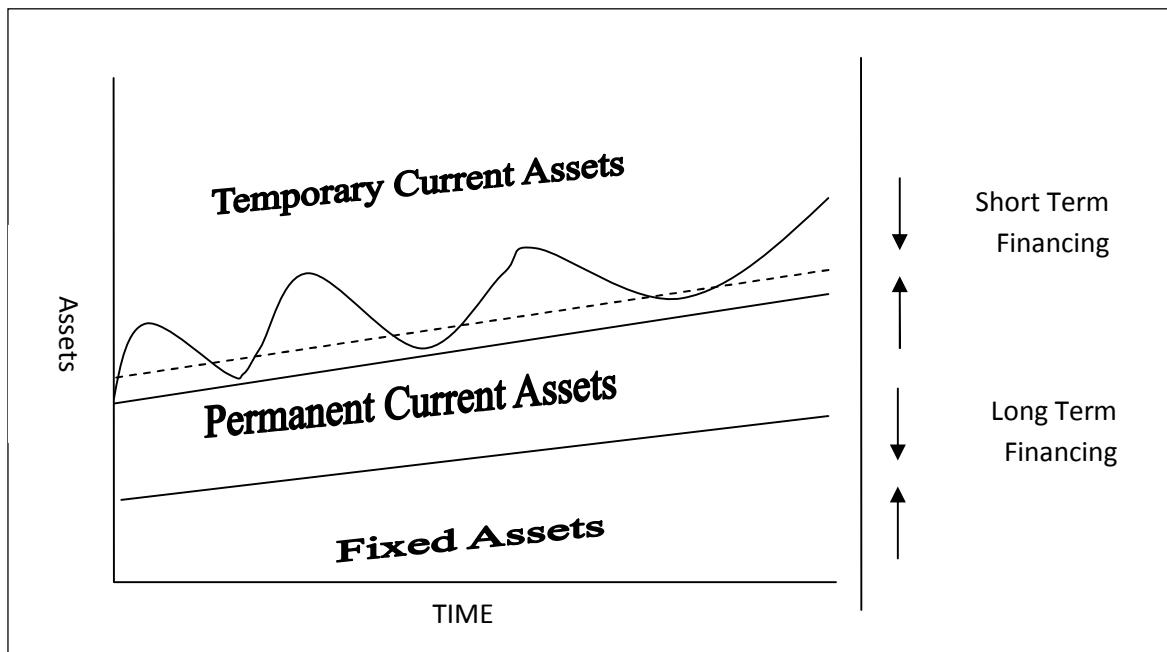 Temporary Current Assets
Short Term
Financing
Assets
Permanent Current Assets
Long Term
Financing
Fixed Assets
TIME